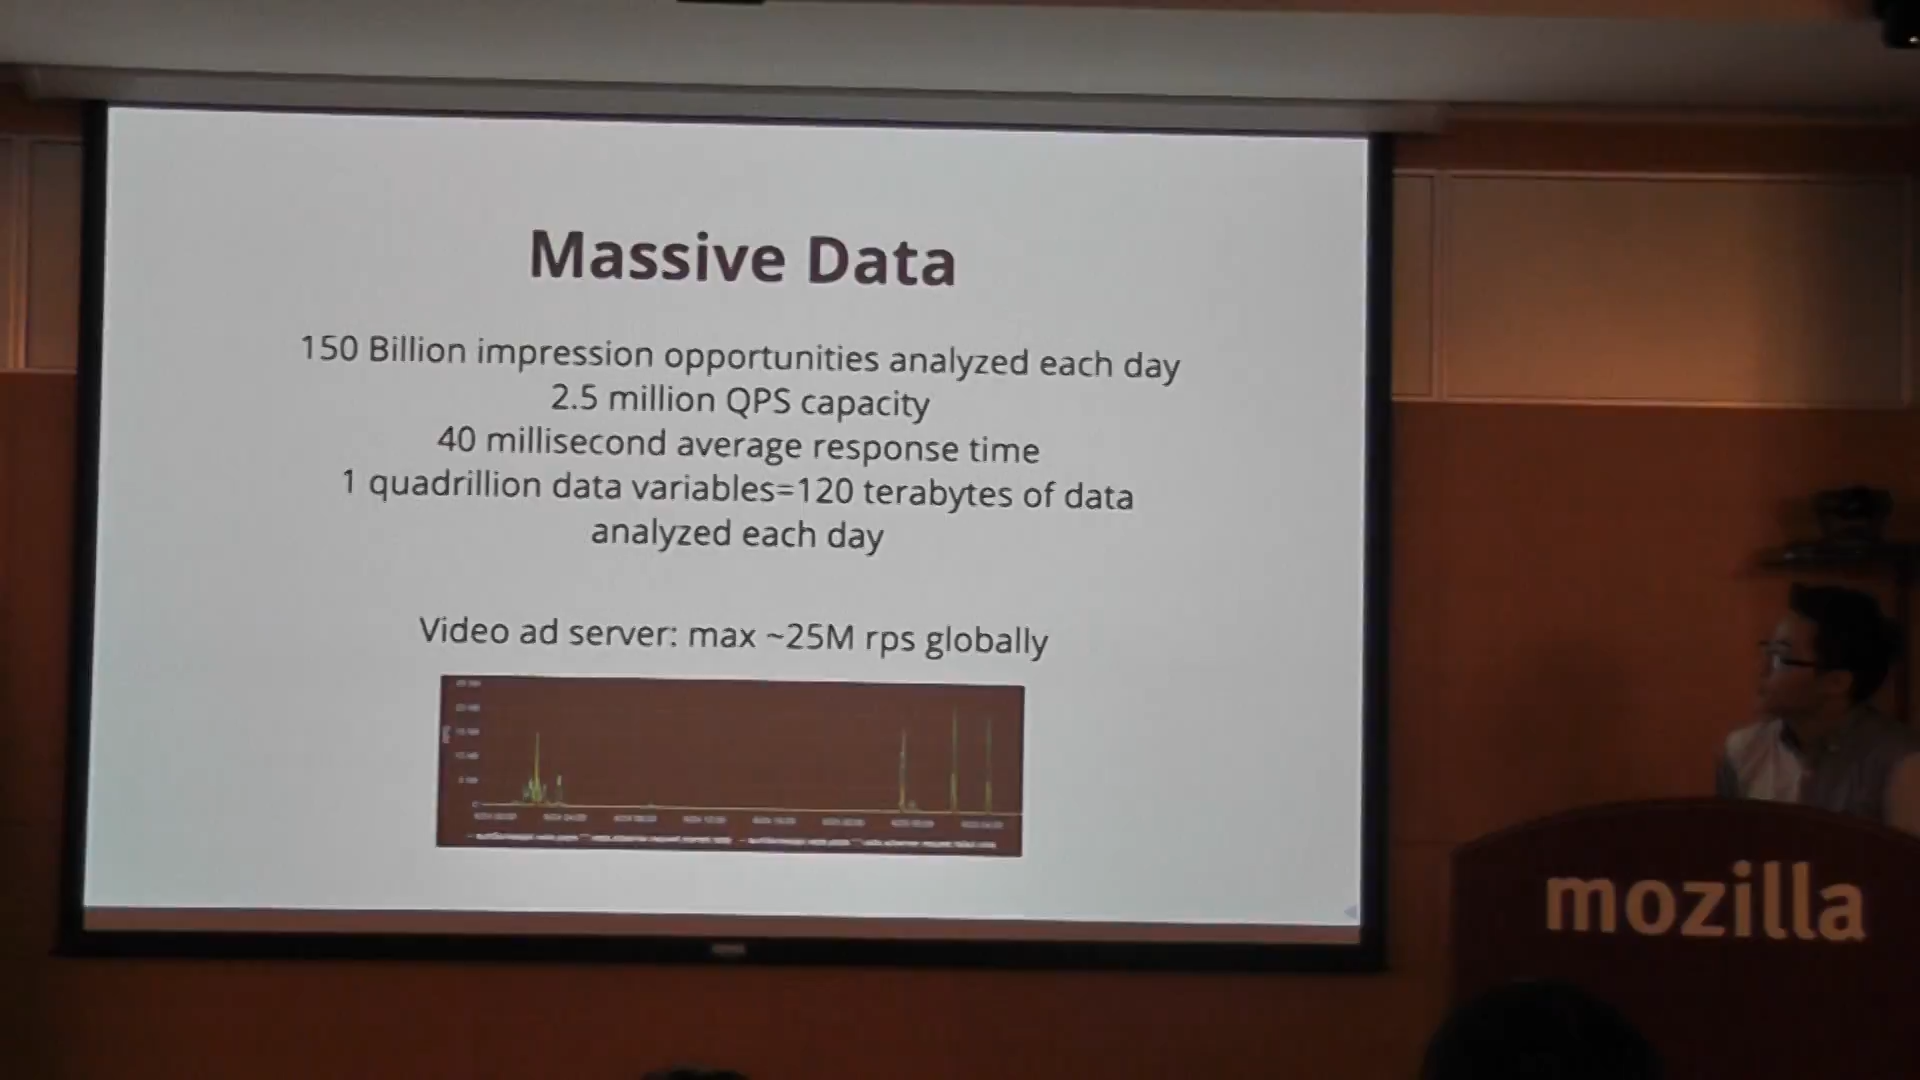 Massive Data
150 Billion impression opportunities analyzed each day
2.5 million QPS capacity
40 millisecond average response time
1 quadrillion data variables=120 terabytes of data
analyzed each day
Video ad server: max ~25M rps globally
mozilla